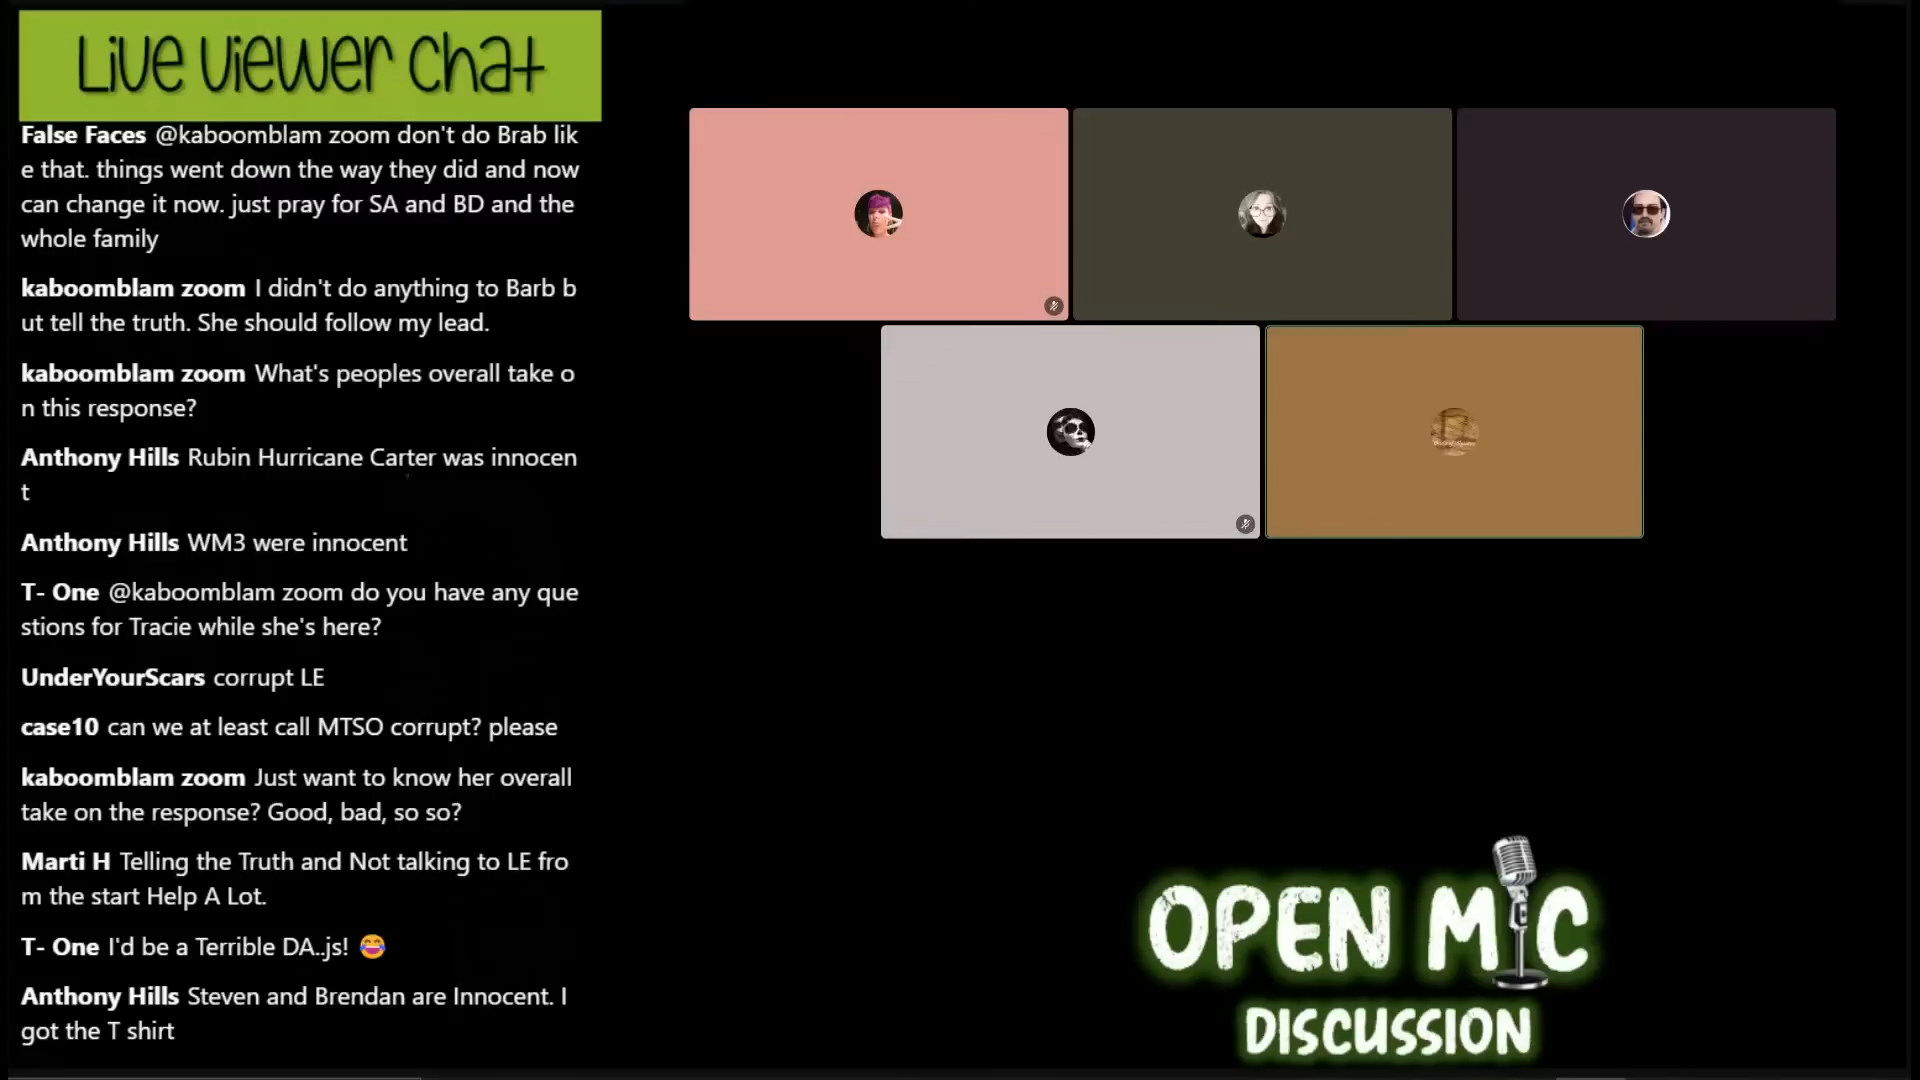 Live Viewer Chat
False Faces @kaboomblam zoom don't do Brab lik
e that. things went down the way they did and now
can change it now. just pray for SA and BD and the
whole family
kaboomblam zoom I didn't do anything to Barb b
ut tell the truth. She should follow my lead.
kaboomblam zoom What's peoples overall take o
n this response?
Anthony Hills Rubin Hurricane Carter was innocen
t
Anthony Hills WM3 were innocent
T- One @kaboomblam zoom do you have any que
stions for Tracie while she's here?
UnderYourScars corrupt LE
case10 can we at least call MTSO corrupt? please
kaboomblam zoom Just want to know her overall
take on the response? Good, bad, so so?
Marti H Telling the Truth and Not talking to LE fro
m the start Help A Lot.
T- One I'd be a Terrible DA..js! 😂
Anthony Hills Steven and Brendan are Innocent. I
got the T shirt
OPEN MIC
DISCUSSION